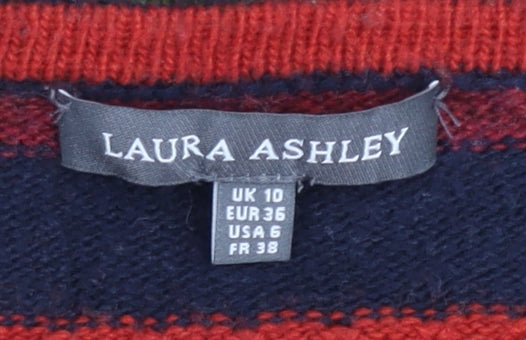 LAURA ASHLEY
UK 10
EUR 36
USA 6
FR 38